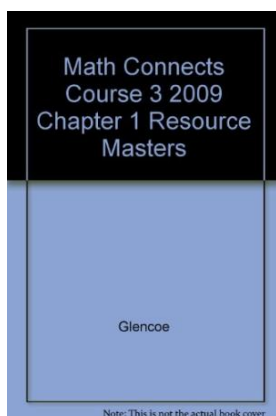 Math Connects
Course 3 2009
Chapter 1 Resource
Masters
Glencoe
Note: This is not the actual book cover